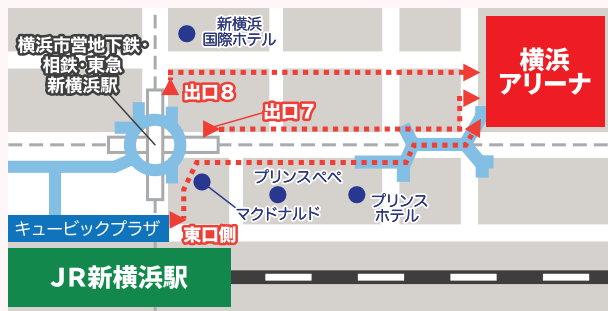 新横浜
国際ホテル
横浜市営地下鉄・
相鉄・東急
新横浜駅
横浜
アリーナ
出口8
出口7
プリンスペペ
マクドナルド
プリンス
ホテル
キュービックプラザ
東口側
JR新横浜駅